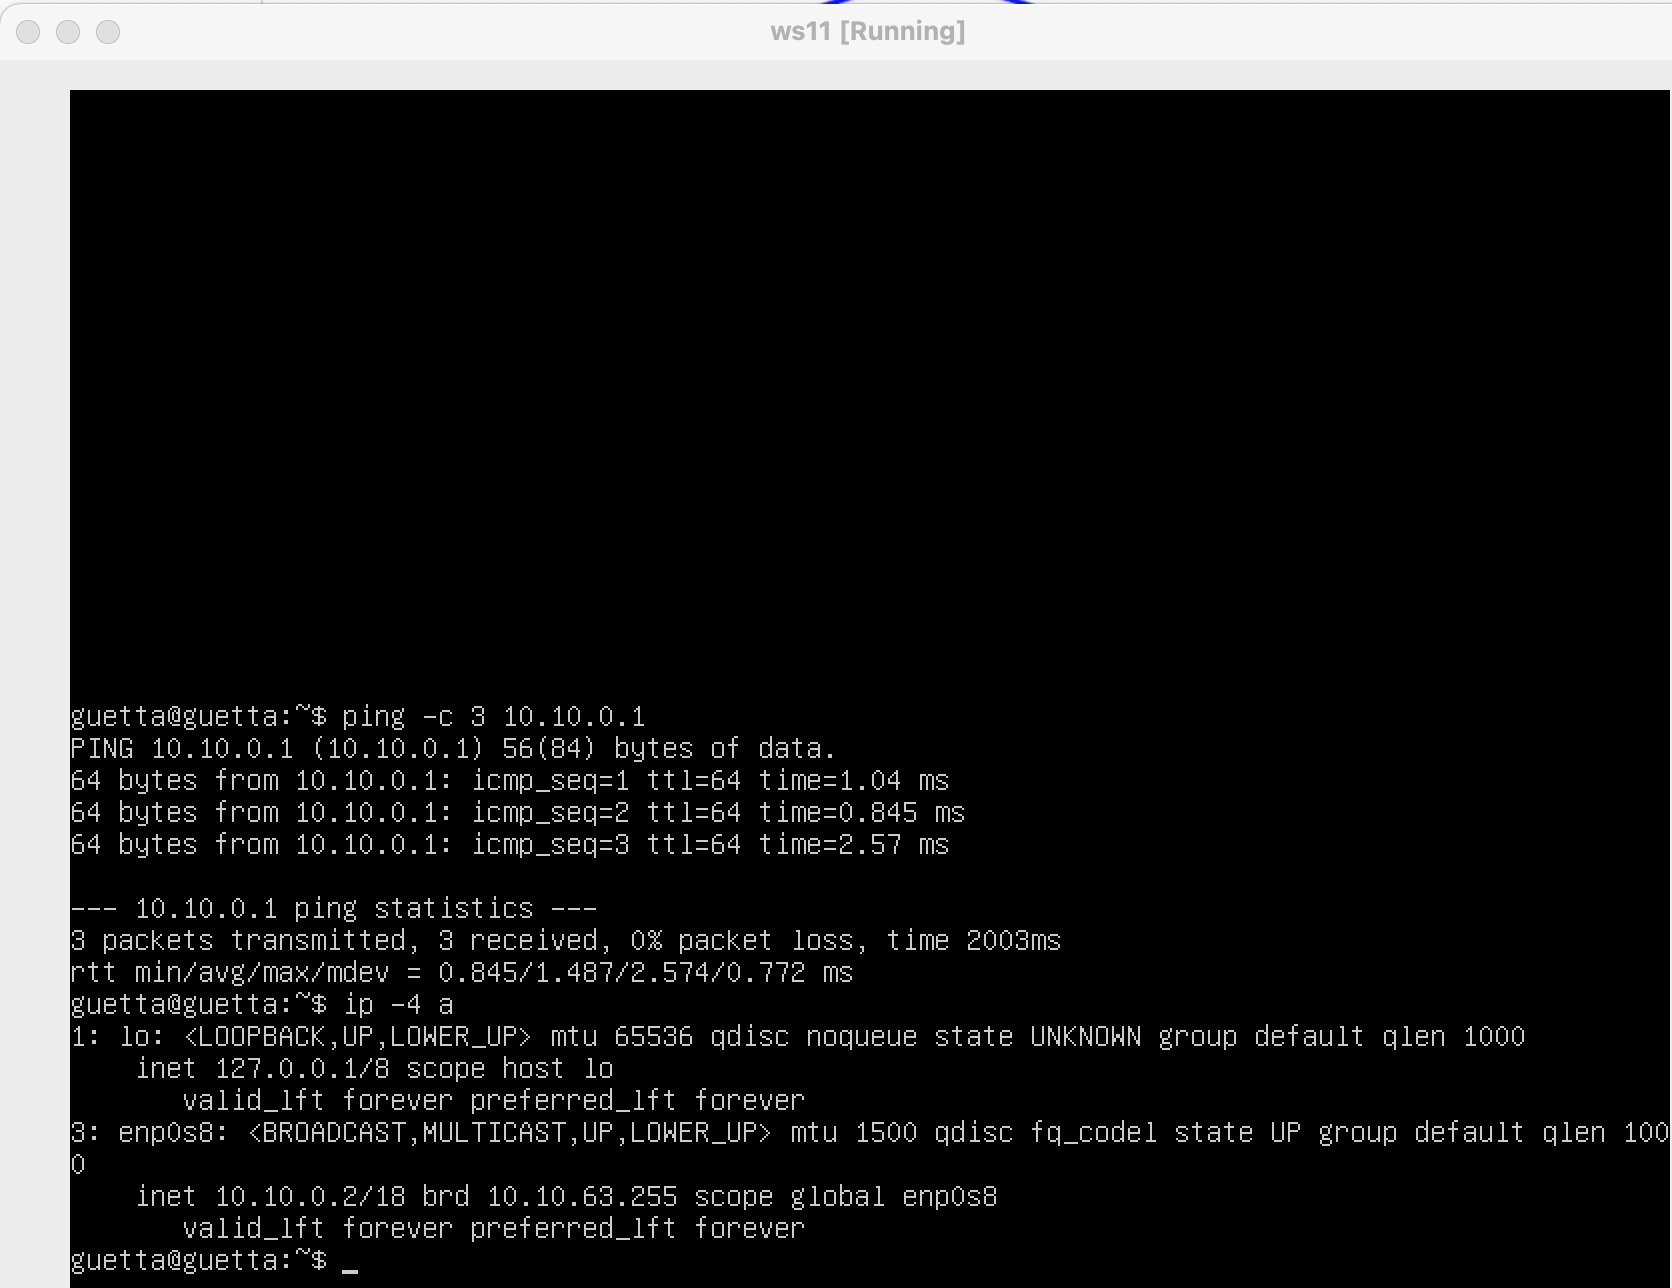 ws11 [Running]
guetta@guetta:~$ ping -c 3 10.10.0.1
PING 10.10.0.1 (10.10.0.1) 56(84) bytes of data.
64 bytes from 10.10.0.1: icmp_seq=1 ttl=64 time=1.04 ms
64 bytes from 10.10.0.1: icmp_seq=2 ttl=64 time=0.845 ms
64 bytes from 10.10.0.1: icmp_seq=3 ttl=64 time=2.57 ms
--- 10.10.0.1 ping statistics ---
3 packets transmitted, 3 received, 0% packet loss, time 2003ms
rtt min/avg/max/mdev = 0.845/1.487/2.574/0.772 ms
guetta@guetta:~$ ip -4 a
1: lo: <LOOPBACK,UP,LOWER_UP> mtu 65536 qdisc noqueue state UNKNOWN group default qlen 1000
    inet 127.0.0.1/8 scope host lo
       valid_lft forever preferred_lft forever
3: enp0s8: <BROADCAST,MULTICAST,UP,LOWER_UP> mtu 1500 qdisc fq_codel state UP group default qlen 100
0
    inet 10.10.0.2/18 brd 10.10.63.255 scope global enp0s8
       valid_lft forever preferred_lft forever
guetta@guetta:~$ _